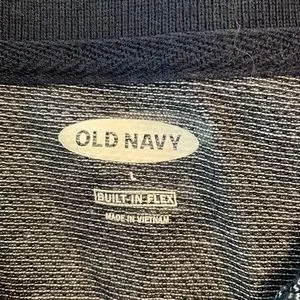 OLD NAVY
L
BUILT-IN FLEX
MADE IN VIETNAM